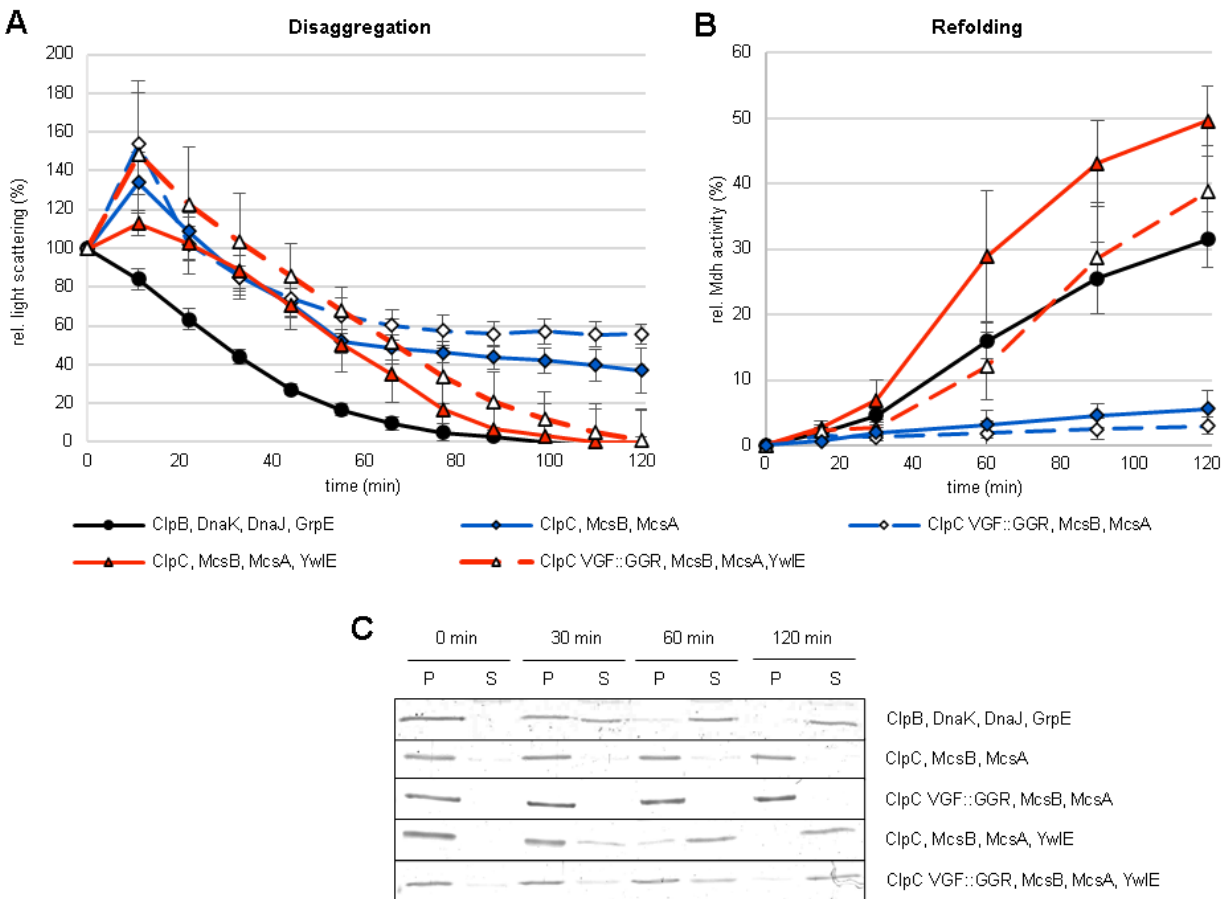 A
Disaggregation
rel. light scattering (%)
200
180
160
140
120
100
80
60
40
20
0
0 20 40 60 80 100 120
time (min)
B
Refolding
rel. Mdh activity (%)
60
50
40
30
20
10
0
0 20 40 60 80 100 120
time (min)
ClpB, DnaK, DnaJ, GrpE
ClpC, McsB, McsA
ClpC VGF::GGR, McsB, McsA
ClpC, McsB, McsA, YwlE
ClpC VGF::GGR, McsB, McsA,YwlE
C
0 min 30 min 60 min 120 min
P S P S P S P S
ClpB, DnaK, DnaJ, GrpE
ClpC, McsB, McsA
ClpC VGF::GGR, McsB, McsA
ClpC, McsB, McsA, YwlE
ClpC VGF::GGR, McsB, McsA, YwlE